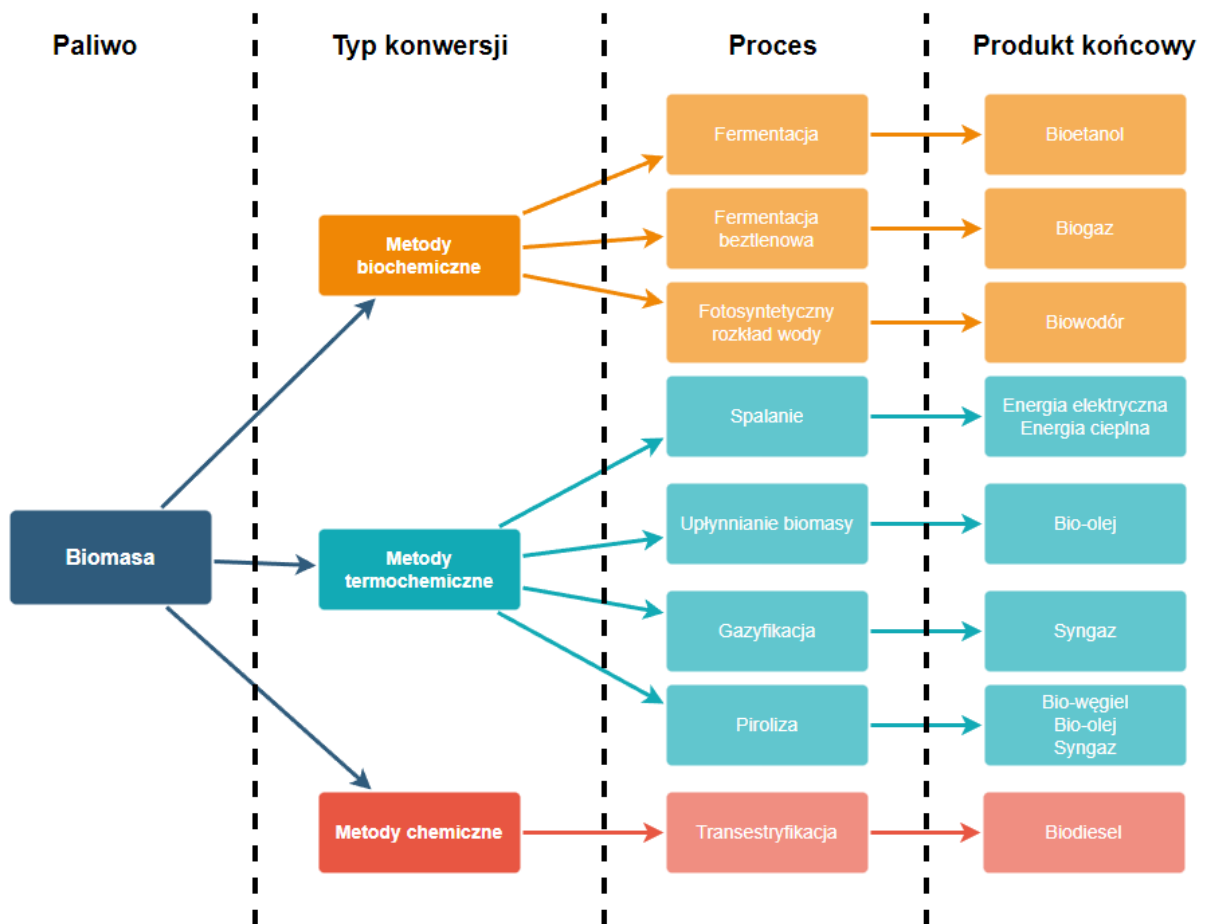 Paliwo
Typ konwersji
Proces
Produkt końcowy
Fermentacja
Bioetanol
Metody
biochemiczne
Fermentacja
beztlenowa
Biogaz
Fotosyntetyczny
rozkład wody
Biowodór
Spalanie
Energia elektryczna
Energia cieplna
Biomasa
Metody
termochemiczne
Upłynnianie biomasy
Bio-olej
Gazyfikacja
Syngaz
Piroliza
Bio-węgiel
Bio-olej
Syngaz
Metody chemiczne
Transestryfikacja
Biodiesel